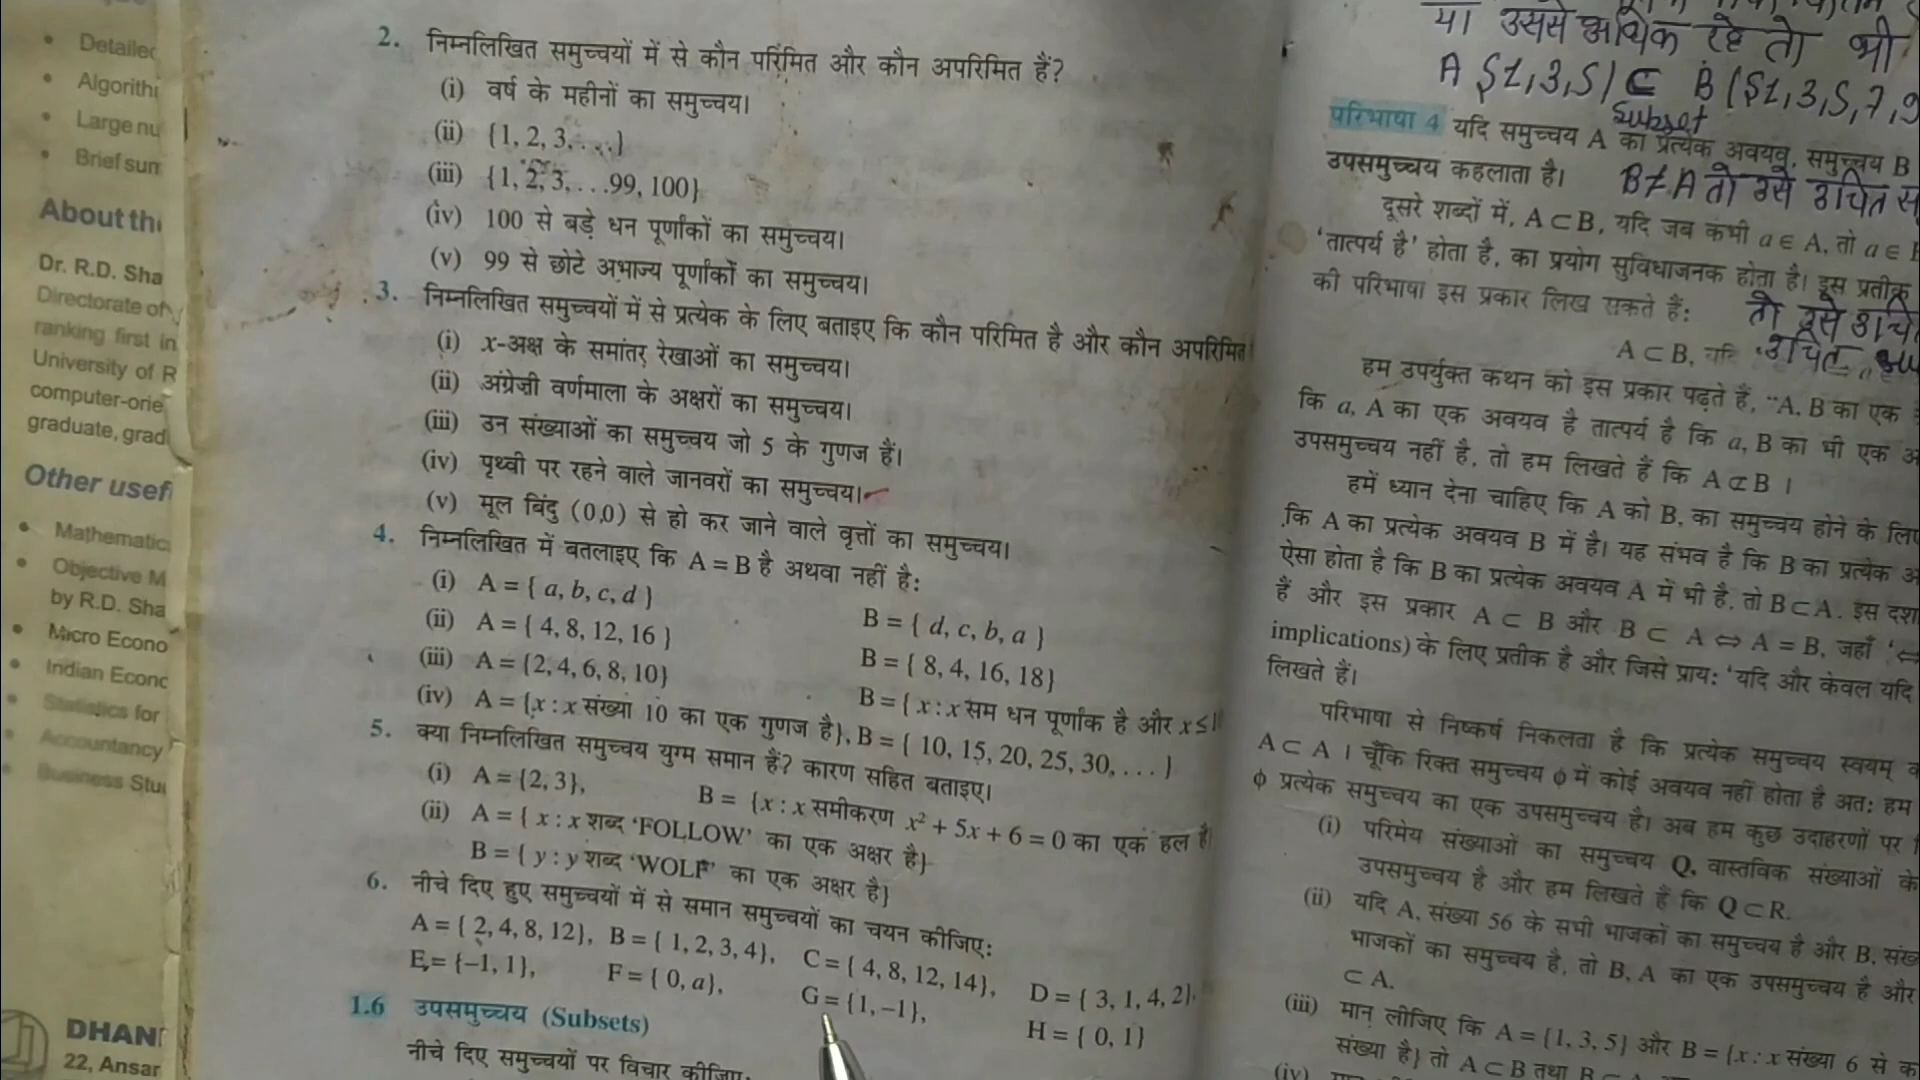 Detailed
Algorithi
Large nu
Brief sum
About th
Dr. R.D. Sha
Directorate of
ranking first in
University of R
computer-orie
graduate, grad
Other usef
Mathematic
Objective M
by R.D. Sha
Micro Econo
Indian Econo
Statistics for
Accountancy
Business Stu
DHAN
22, Ansar
2. निम्नलिखित समुच्चयों में से कौन परिमित और कौन अपरिमित हैं?
(i) वर्ष के महीनों का समुच्चय।
(ii) {1, 2, 3, . . .}
(iii) {1, 2, 3, . . .99, 100}
(iv) 100 से बड़े धन पूर्णांकों का समुच्चय।
(v) 99 से छोटे अभाज्य पूर्णांकों का समुच्चय।
3. निम्नलिखित समुच्चयों में से प्रत्येक के लिए बताइए कि कौन परिमित है और कौन अपरिमित
(i) x-अक्ष के समांतर रेखाओं का समुच्चय।
(ii) अंग्रेज़ी वर्णमाला के अक्षरों का समुच्चय।
(iii) उन संख्याओं का समुच्चय जो 5 के गुणज हैं।
(iv) पृथ्वी पर रहने वाले जानवरों का समुच्चय।
(v) मूल बिंदु (0,0) से हो कर जाने वाले वृत्तों का समुच्चय।
4. निम्नलिखित में बतलाइए कि A = B है अथवा नहीं है:
(i) A = { a, b, c, d } B = { d, c, b, a }
(ii) A = { 4, 8, 12, 16 } B = { 8, 4, 16, 18}
(iii) A = {2, 4, 6, 8, 10} B = { x : x सम धन पूर्णांक है और x ≤ 1
(iv) A = {x : x संख्या 10 का एक गुणज है}, B = { 10, 15, 20, 25, 30, . . . }
5. क्या निम्नलिखित समुच्चय युग्म समान हैं? कारण सहित बताइए।
(i) A = {2, 3}, B = {x : x समीकरण x² + 5x + 6 = 0 का एक हल है
(ii) A = { x : x शब्द ‘FOLLOW’ का एक अक्षर है}
B = { y : y शब्द ‘WOLF’ का एक अक्षर है}
6. नीचे दिए हुए समुच्चयों में से समान समुच्चयों का चयन कीजिए:
A = { 2, 4, 8, 12}, B = { 1, 2, 3, 4}, C = { 4, 8, 12, 14}, D = { 3, 1, 4, 2}.
E = {–1, 1}, F = { 0, a}, G = {1, –1}, H = { 0, 1}
1.6 उपसमुच्चय (Subsets)
नीचे दिए समुच्चयों पर विचार कीजिए:
या उससे अधिक रहे तो भी
A {1,3,5} ⊂ B {1,3,5,7,9
Subset
परिभाषा 4 यदि समुच्चय A का प्रत्येक अवयव, समुच्चय B
उपसमुच्चय कहलाता है।
B≠A तो उसे उचित स
दूसरे शब्दों में, A ⊂ B, यदि जब कभी a ∈ A, तो a ∈ B
‘तात्पर्य है’ होता है, का प्रयोग सुविधाजनक होता है। इस प्रतीक
की परिभाषा इस प्रकार लिख सकते हैं:
तो उसे उचि
A ⊂ B, यदि
उचित
हम उपर्युक्त कथन को इस प्रकार पढ़ते हैं, “A, B का एक
कि a, A का एक अवयव है तात्पर्य है कि a, B का भी एक
उपसमुच्चय नहीं है, तो हम लिखते हैं कि A ⊄ B ।
हमें ध्यान देना चाहिए कि A को B, का समुच्चय होने के लिए
कि A का प्रत्येक अवयव B में है। यह संभव है कि B का प्रत्येक
ऐसा होता है कि B का प्रत्येक अवयव A में भी है, तो B ⊂ A. इस दशा
हैं और इस प्रकार A ⊂ B और B ⊂ A ⇔ A = B, जहाँ ‘⇔
implications) के लिए प्रतीक है और जिसे प्राय: ‘यदि और केवल यदि
लिखते हैं।
परिभाषा से निष्कर्ष निकलता है कि प्रत्येक समुच्चय स्वयम्
A ⊂ A । चूँकि रिक्त समुच्चय ϕ में कोई अवयव नहीं होता है अत: हम
ϕ प्रत्येक समुच्चय का एक उपसमुच्चय है। अब हम कुछ उदाहरणों पर
(i) परिमेय संख्याओं का समुच्चय Q, वास्तविक संख्याओं के
उपसमुच्चय है और हम लिखते हैं कि Q ⊂ R.
(ii) यदि A, संख्या 56 के सभी भाजकों का समुच्चय है और B, संख
भाजकों का समुच्चय है, तो B, A का एक उपसमुच्चय है और
⊂ A.
(iii) मान लीजिए कि A = {1, 3, 5} और B = {x : x संख्या 6 से क
संख्या है} तो A ⊂ B तथा B
(iv)